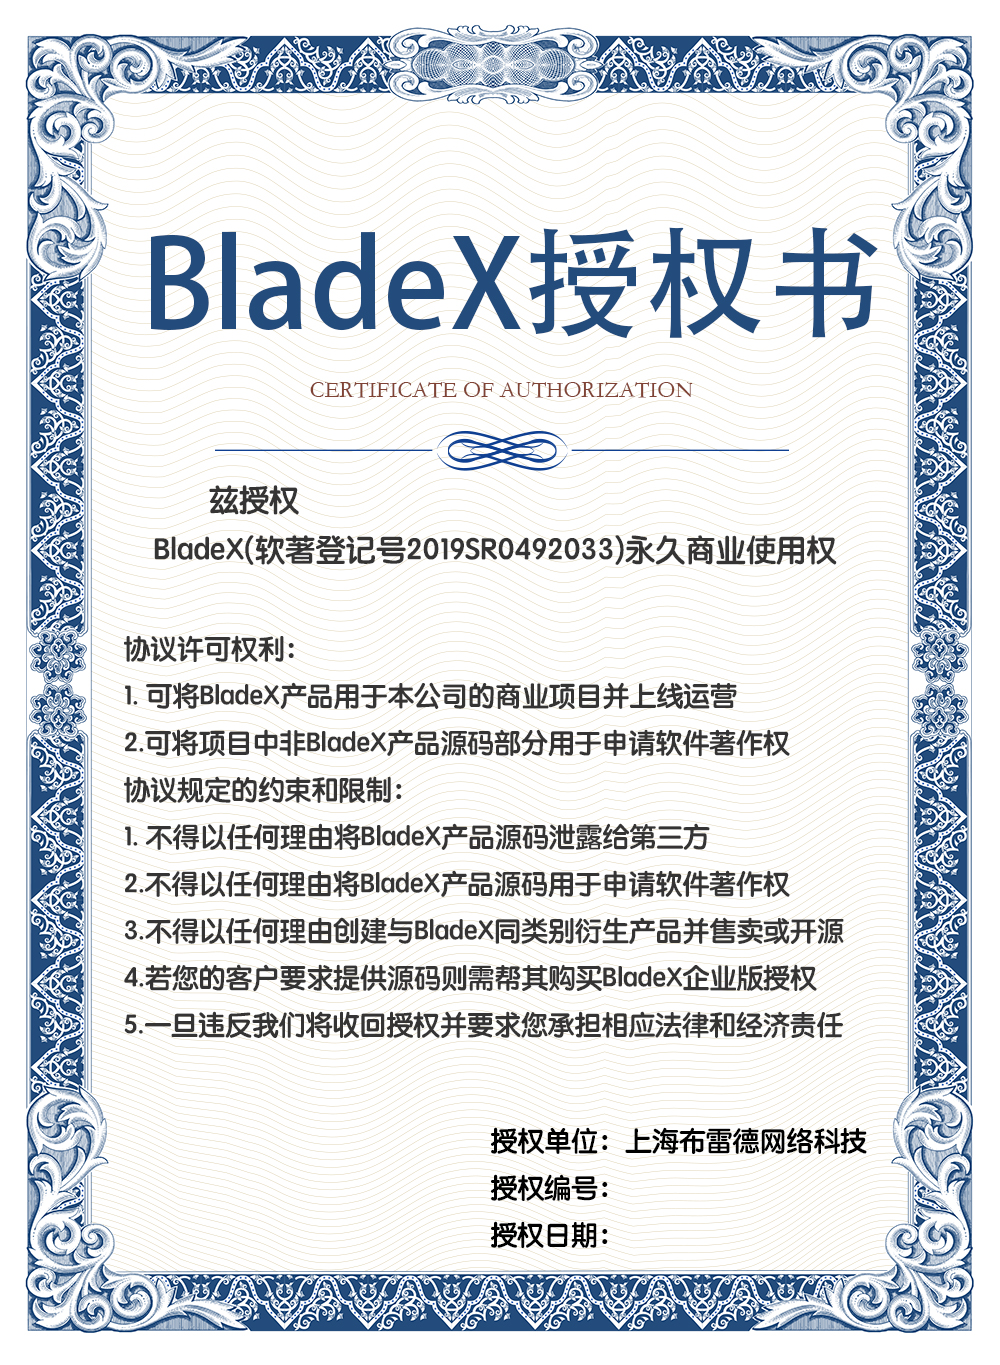 BladeX授权书
CERTIFICATE OF AUTHORIZATION
兹授权
BladeX(软著登记号2019SR0492033)永久商业使用权
协议许可权利：
1. 可将BladeX产品用于本公司的商业项目并上线运营
2.可将项目中非BladeX产品源码部分用于申请软件著作权
协议规定的约束和限制：
1. 不得以任何理由将BladeX产品源码泄露给第三方
2.不得以任何理由将BladeX产品源码用于申请软件著作权
3.不得以任何理由创建与BladeX同类别衍生产品并售卖或开源
4.若您的客户要求提供源码则需帮其购买BladeX企业版授权
5.一旦违反我们将收回授权并要求您承担相应法律和经济责任
授权单位：上海布雷德网络科技
授权编号：
授权日期：